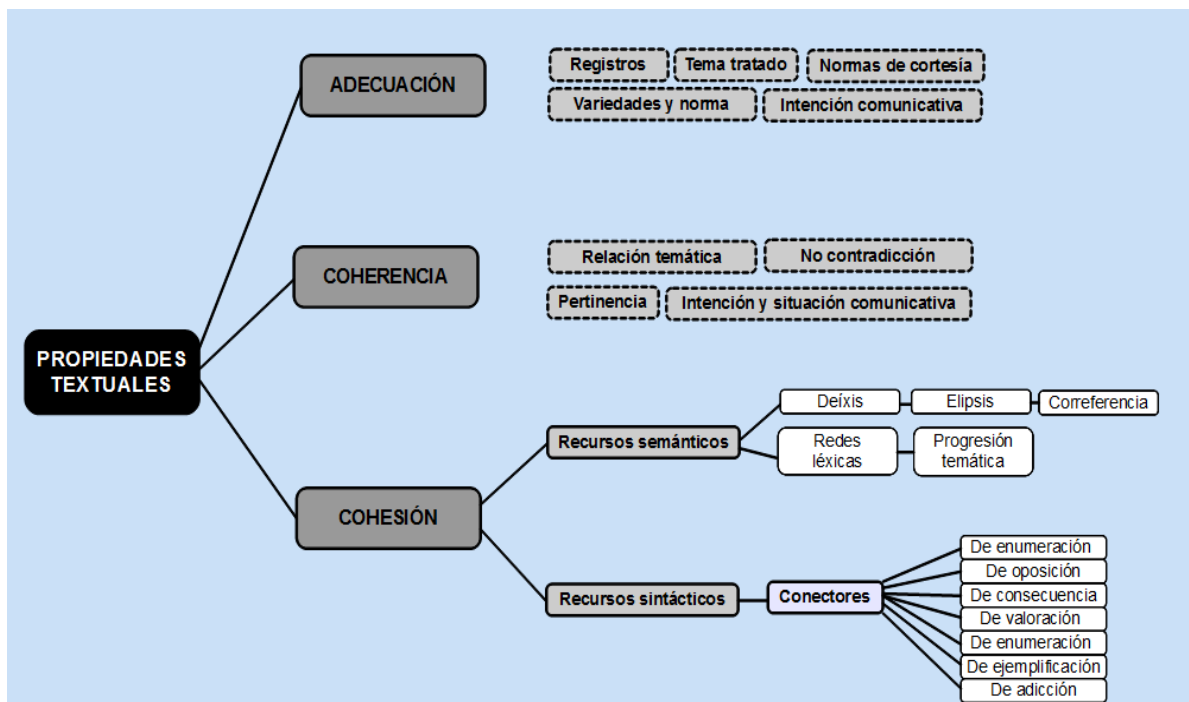 ADECUACIÓN
Registros
Tema tratado
Normas de cortesía
Variedades y norma
Intención comunicativa
COHERENCIA
Relación temática
No contradicción
Pertinencia
Intención y situación comunicativa
PROPIEDADES
TEXTUALES
COHESIÓN
Recursos semánticos
Deíxis
Elipsis
Correferencia
Redes
léxicas
Progresión
temática
Recursos sintácticos
Conectores
De enumeración
De oposición
De consecuencia
De valoración
De enumeración
De ejemplificación
De adicción